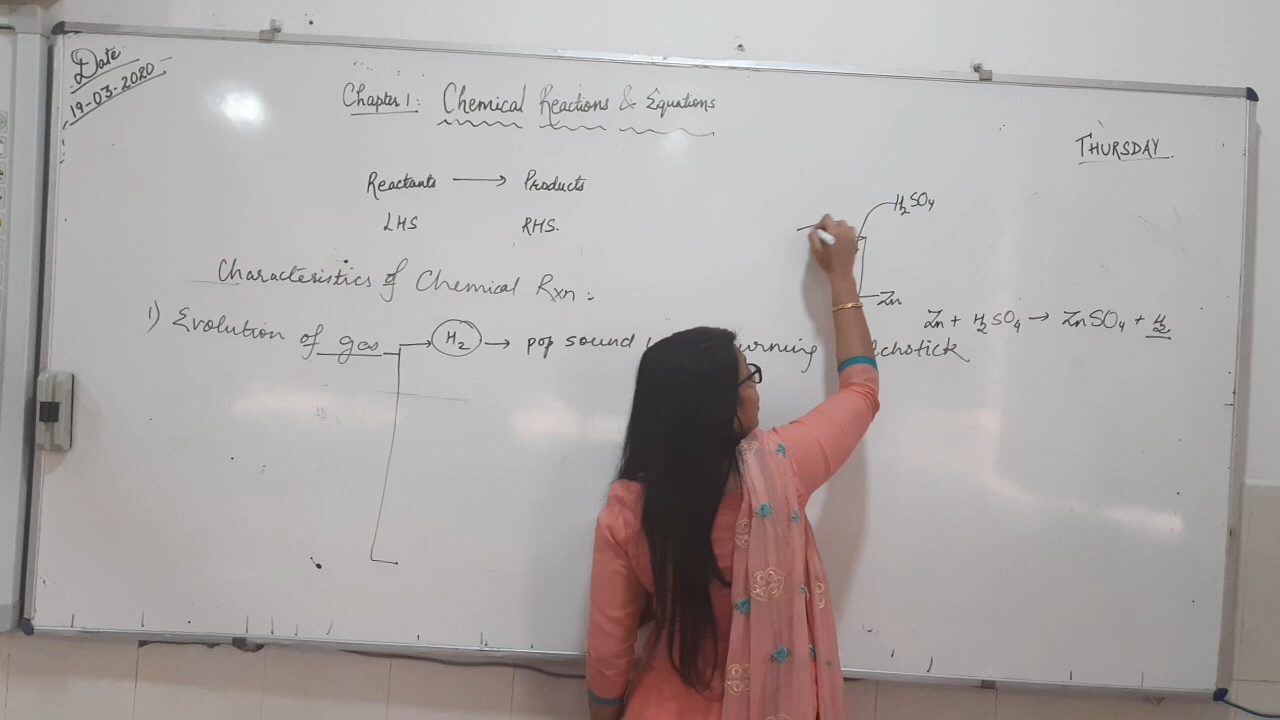 Date
19-03-2020
Chapter 1: Chemical Reactions & Equations
THURSDAY
Reactants → Products
LHS RHS.
H₂SO₄
Characteristics of Chemical Rxn:
Zn
Zn + H₂SO₄ → ZnSO₄ + H₂
1) Evolution of gas → H₂ → pop sound